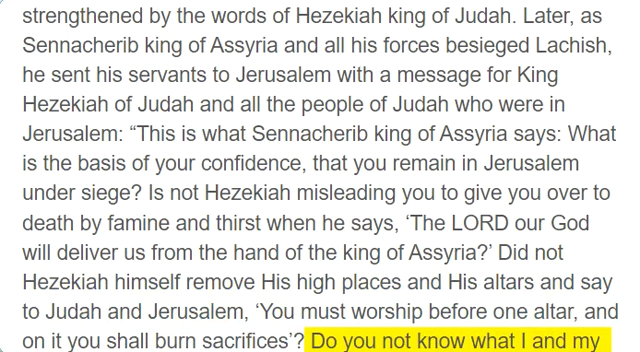 strengthened by the words of Hezekiah king of Judah. Later, as
Sennacherib king of Assyria and all his forces besieged Lachish,
he sent his servants to Jerusalem with a message for King
Hezekiah of Judah and all the people of Judah who were in
Jerusalem: “This is what Sennacherib king of Assyria says: What
is the basis of your confidence, that you remain in Jerusalem
under siege? Is not Hezekiah misleading you to give you over to
death by famine and thirst when he says, ‘The LORD our God
will deliver us from the hand of the king of Assyria?’ Did not
Hezekiah himself remove His high places and His altars and say
to Judah and Jerusalem, ‘You must worship before one altar, and
on it you shall burn sacrifices’? Do you not know what I and my